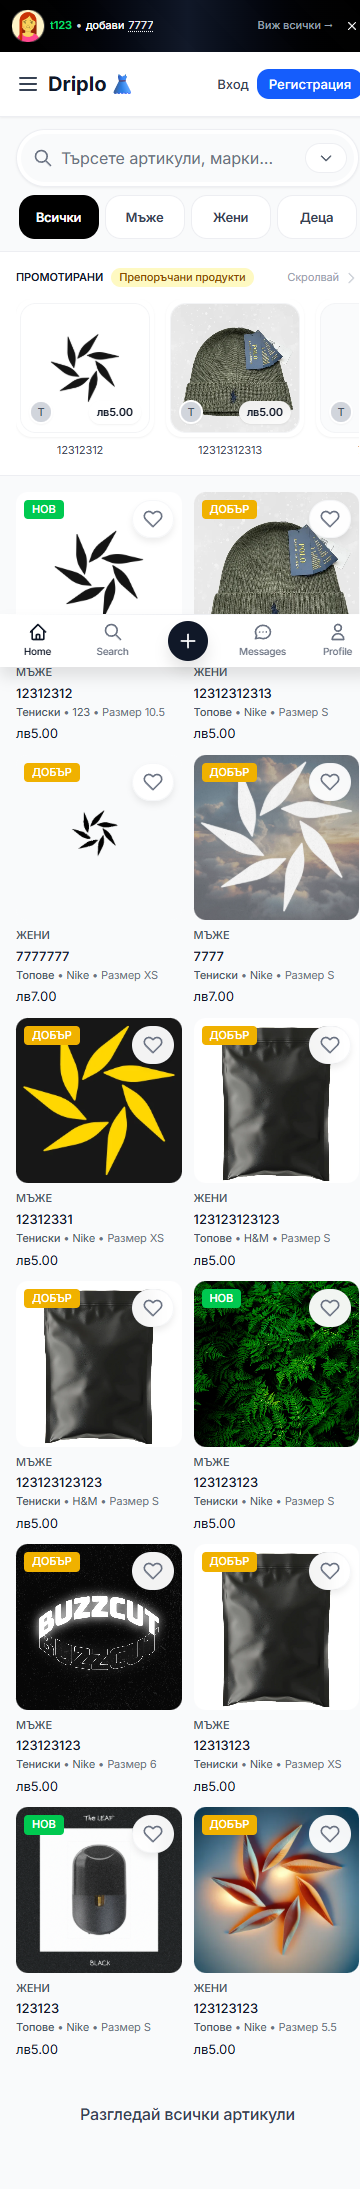 t123 • добави 7777 Виж всички →
Driplo Вход Регистрация
Търсете артикули, марки...
Всички Мъже Жени Деца
ПРОМОТИРАНИ Препоръчани продукти Скролвай
T лв5.00 T лв5.00 T
12312312 12312312313
НОВ ДОБЪР
POLO
Home Search Messages Profile
МЪЖЕ ЖЕНИ
12312312 12312312313
Тениски • 123 • Размер 10.5 Топове • Nike • Размер S
лв5.00 лв5.00
ДОБЪР ДОБЪР
ЖЕНИ МЪЖЕ
7777777 7777
Топове • Nike • Размер XS Тениски • Nike • Размер S
лв7.00 лв7.00
ДОБЪР ДОБЪР
МЪЖЕ ЖЕНИ
12312331 123123123123
Тениски • Nike • Размер XS Топове • H&M • Размер S
лв5.00 лв5.00
ДОБЪР НОВ
МЪЖЕ МЪЖЕ
123123123123 123123123
Тениски • H&M • Размер S Тениски • Nike • Размер S
лв5.00 лв5.00
ДОБЪР ДОБЪР
BUZZCUT
BUZZCUT
МЪЖЕ МЪЖЕ
123123123 12313123
Тениски • Nike • Размер 6 Тениски • Nike • Размер XS
лв5.00 лв5.00
НОВ The LEAF ДОБЪР
BLACK
ЖЕНИ ЖЕНИ
123123 123123123
Топове • Nike • Размер S Топове • Nike • Размер 5.5
лв5.00 лв5.00
Разгледай всички артикули